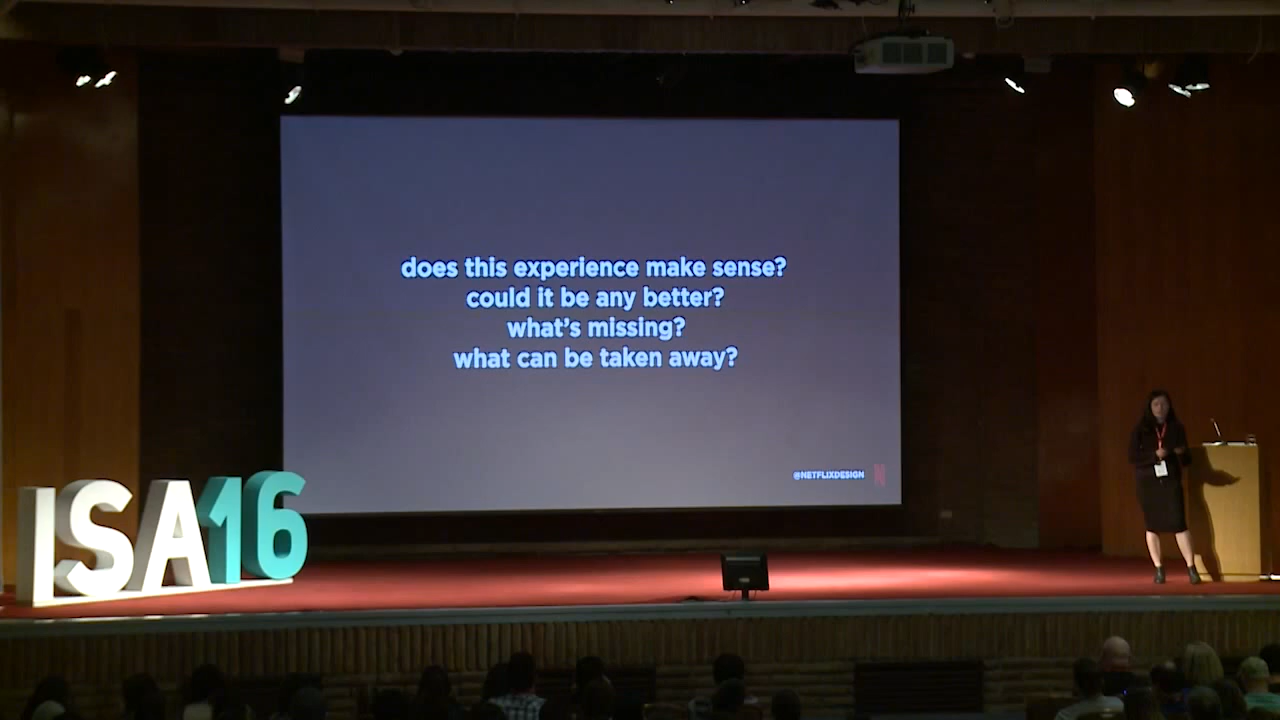 does this experience make sense?
could it be any better?
what's missing?
what can be taken away?
@NETFLIXDESIGN N
ISA16